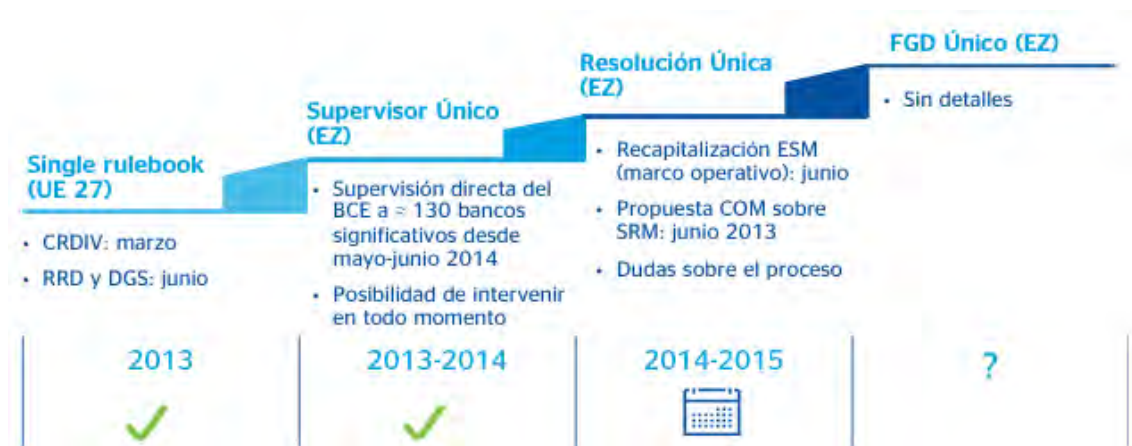 Single rulebook
(UE 27)
• CRDIV: marzo
• RRD y DGS: junio
2013
Supervisor Único
(EZ)
• Supervisión directa del
BCE a ≈ 130 bancos
significativos desde
mayo-junio 2014
• Posibilidad de intervenir
en todo momento
2013-2014
Resolución Única
(EZ)
• Recapitalización ESM
(marco operativo): junio
• Propuesta COM sobre
SRM: junio 2013
• Dudas sobre el proceso
2014-2015
FGD Único (EZ)
• Sin detalles
?